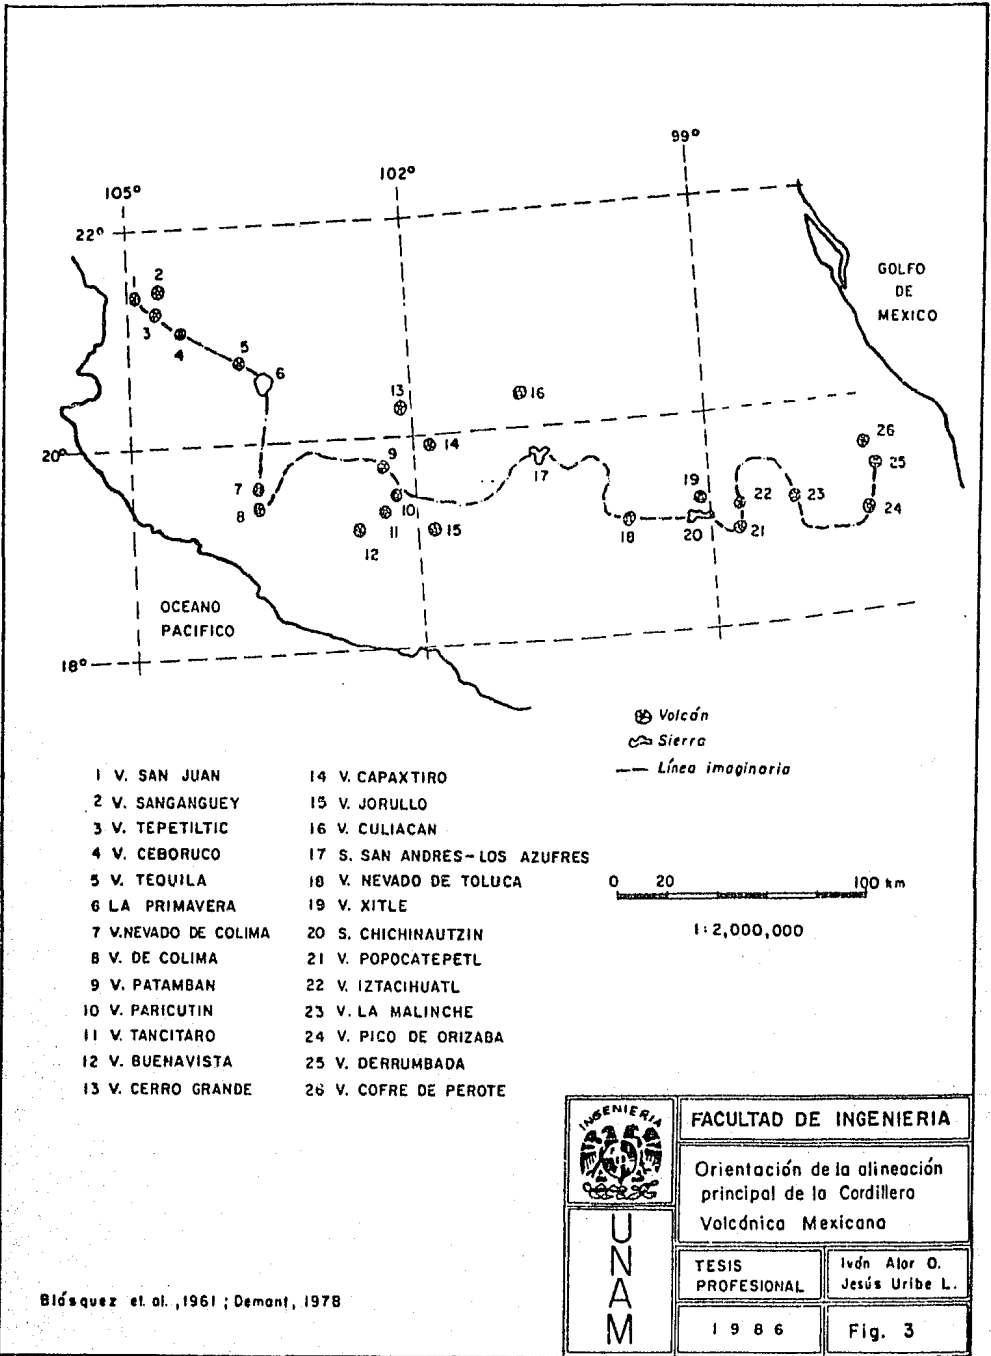 99°
102°
105°
22°
GOLFO
DE
MEXICO
2
3
4
5
6
13
16
26
20°
14
9
25
17
7
19
22
23
10
24
8
11
18
20
21
12
15
OCEANO
PACIFICO
18°
Volcán
Sierra
Línea imaginaria
1 V. SAN JUAN
2 V. SANGANGUEY
3 V. TEPETILTIC
4 V. CEBORUCO
5 V. TEQUILA
6 LA PRIMAVERA
7 V.NEVADO DE COLIMA
8 V. DE COLIMA
9 V. PATAMBAN
10 V. PARICUTIN
11 V. TANCITARO
12 V. BUENAVISTA
13 V. CERRO GRANDE
14 V. CAPAXTIRO
15 V. JORULLO
16 V. CULIACAN
17 S. SAN ANDRES-LOS AZUFRES
18 V. NEVADO DE TOLUCA
19 V. XITLE
20 S. CHICHINAUTZIN
21 V. POPOCATEPETL
22 V. IZTACIHUATL
23 V. LA MALINCHE
24 V. PICO DE ORIZABA
25 V. DERRUMBADA
26 V. COFRE DE PEROTE
0 20 100 km
1:2,000,000
INGENIERIA
UNAM
FACULTAD DE INGENIERIA
Orientación de la alineación
principal de la Cordillera
Volcánica Mexicana
TESIS
PROFESIONAL
Iván Alor O.
Jesús Uribe L.
1986
Fig. 3
Blásquez et. al., 1961 ; Demant, 1978